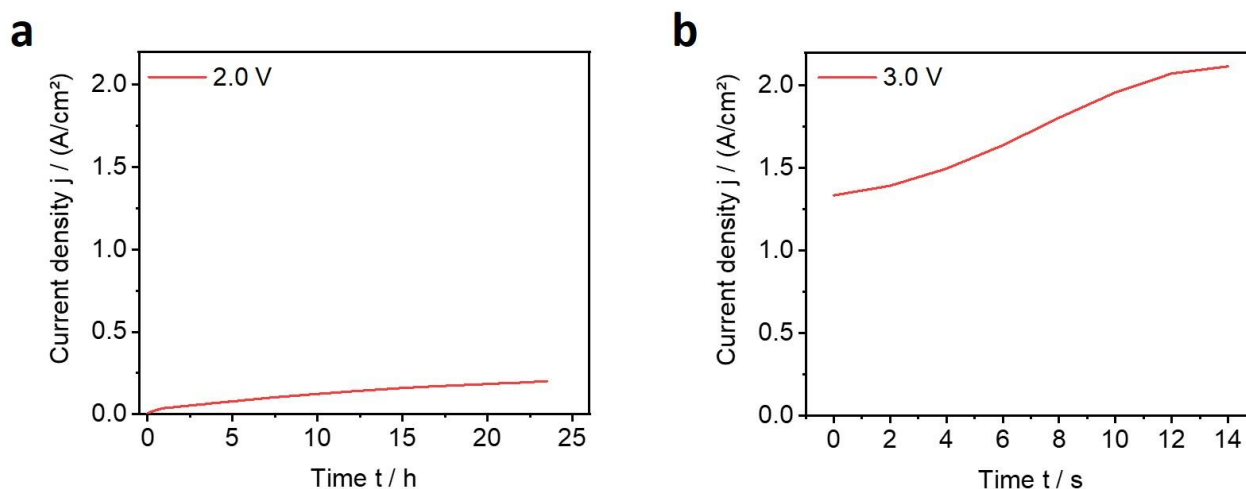 a
2.0 V
Current density j / (A/cm²)
2.0
1.5
1.0
0.5
0.0
0 5 10 15 20 25
Time t / h
b
3.0 V
Current density j / (A/cm²)
2.0
1.5
1.0
0.5
0.0
0 2 4 6 8 10 12 14
Time t / s